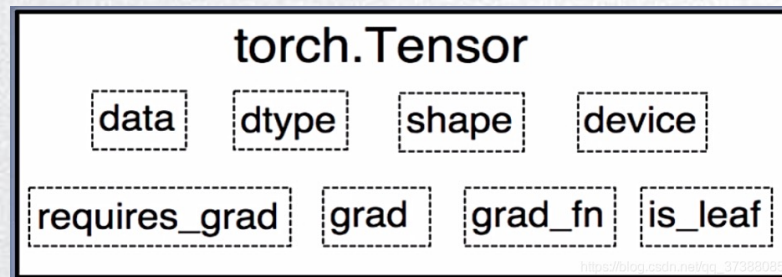 torch.Tensor
data dtype shape device
requires_grad grad grad_fn is_leaf